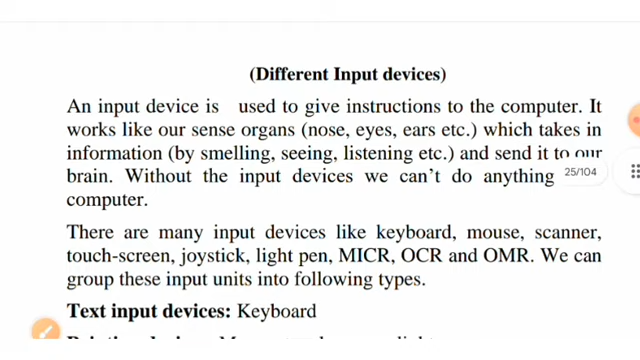 (Different Input devices)
An input device is used to give instructions to the computer. It
works like our sense organs (nose, eyes, ears etc.) which takes in
information (by smelling, seeing, listening etc.) and send it to our
brain. Without the input devices we can't do anything 25/104
computer.
There are many input devices like keyboard, mouse, scanner,
touch-screen, joystick, light pen, MICR, OCR and OMR. We can
group these input units into following types.
Text input devices: Keyboard